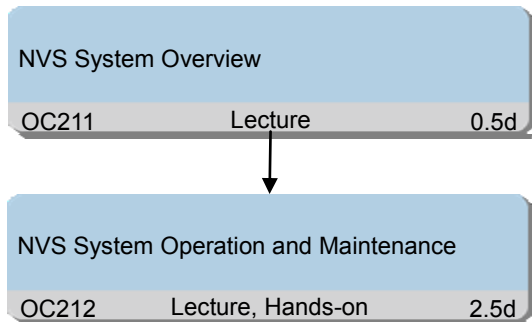 NVS System Overview
OC211 Lecture 0.5d
NVS System Operation and Maintenance
OC212 Lecture, Hands-on 2.5d